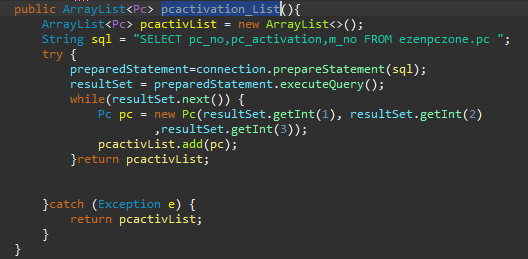 public ArrayList<Pc> pcactivation_List(){
ArrayList<Pc> pcactivList = new ArrayList<>();
String sql = "SELECT pc_no,pc_activation,m_no FROM ezenpczone.pc ";
try {
preparedStatement=connection.prepareStatement(sql);
resultSet = preparedStatement.executeQuery();
while(resultSet.next()) {
Pc pc = new Pc(resultSet.getInt(1), resultSet.getInt(2)
,resultSet.getInt(3));
pcactivList.add(pc);
}return pcactivList;
}catch (Exception e) {
return pcactivList;
}
}